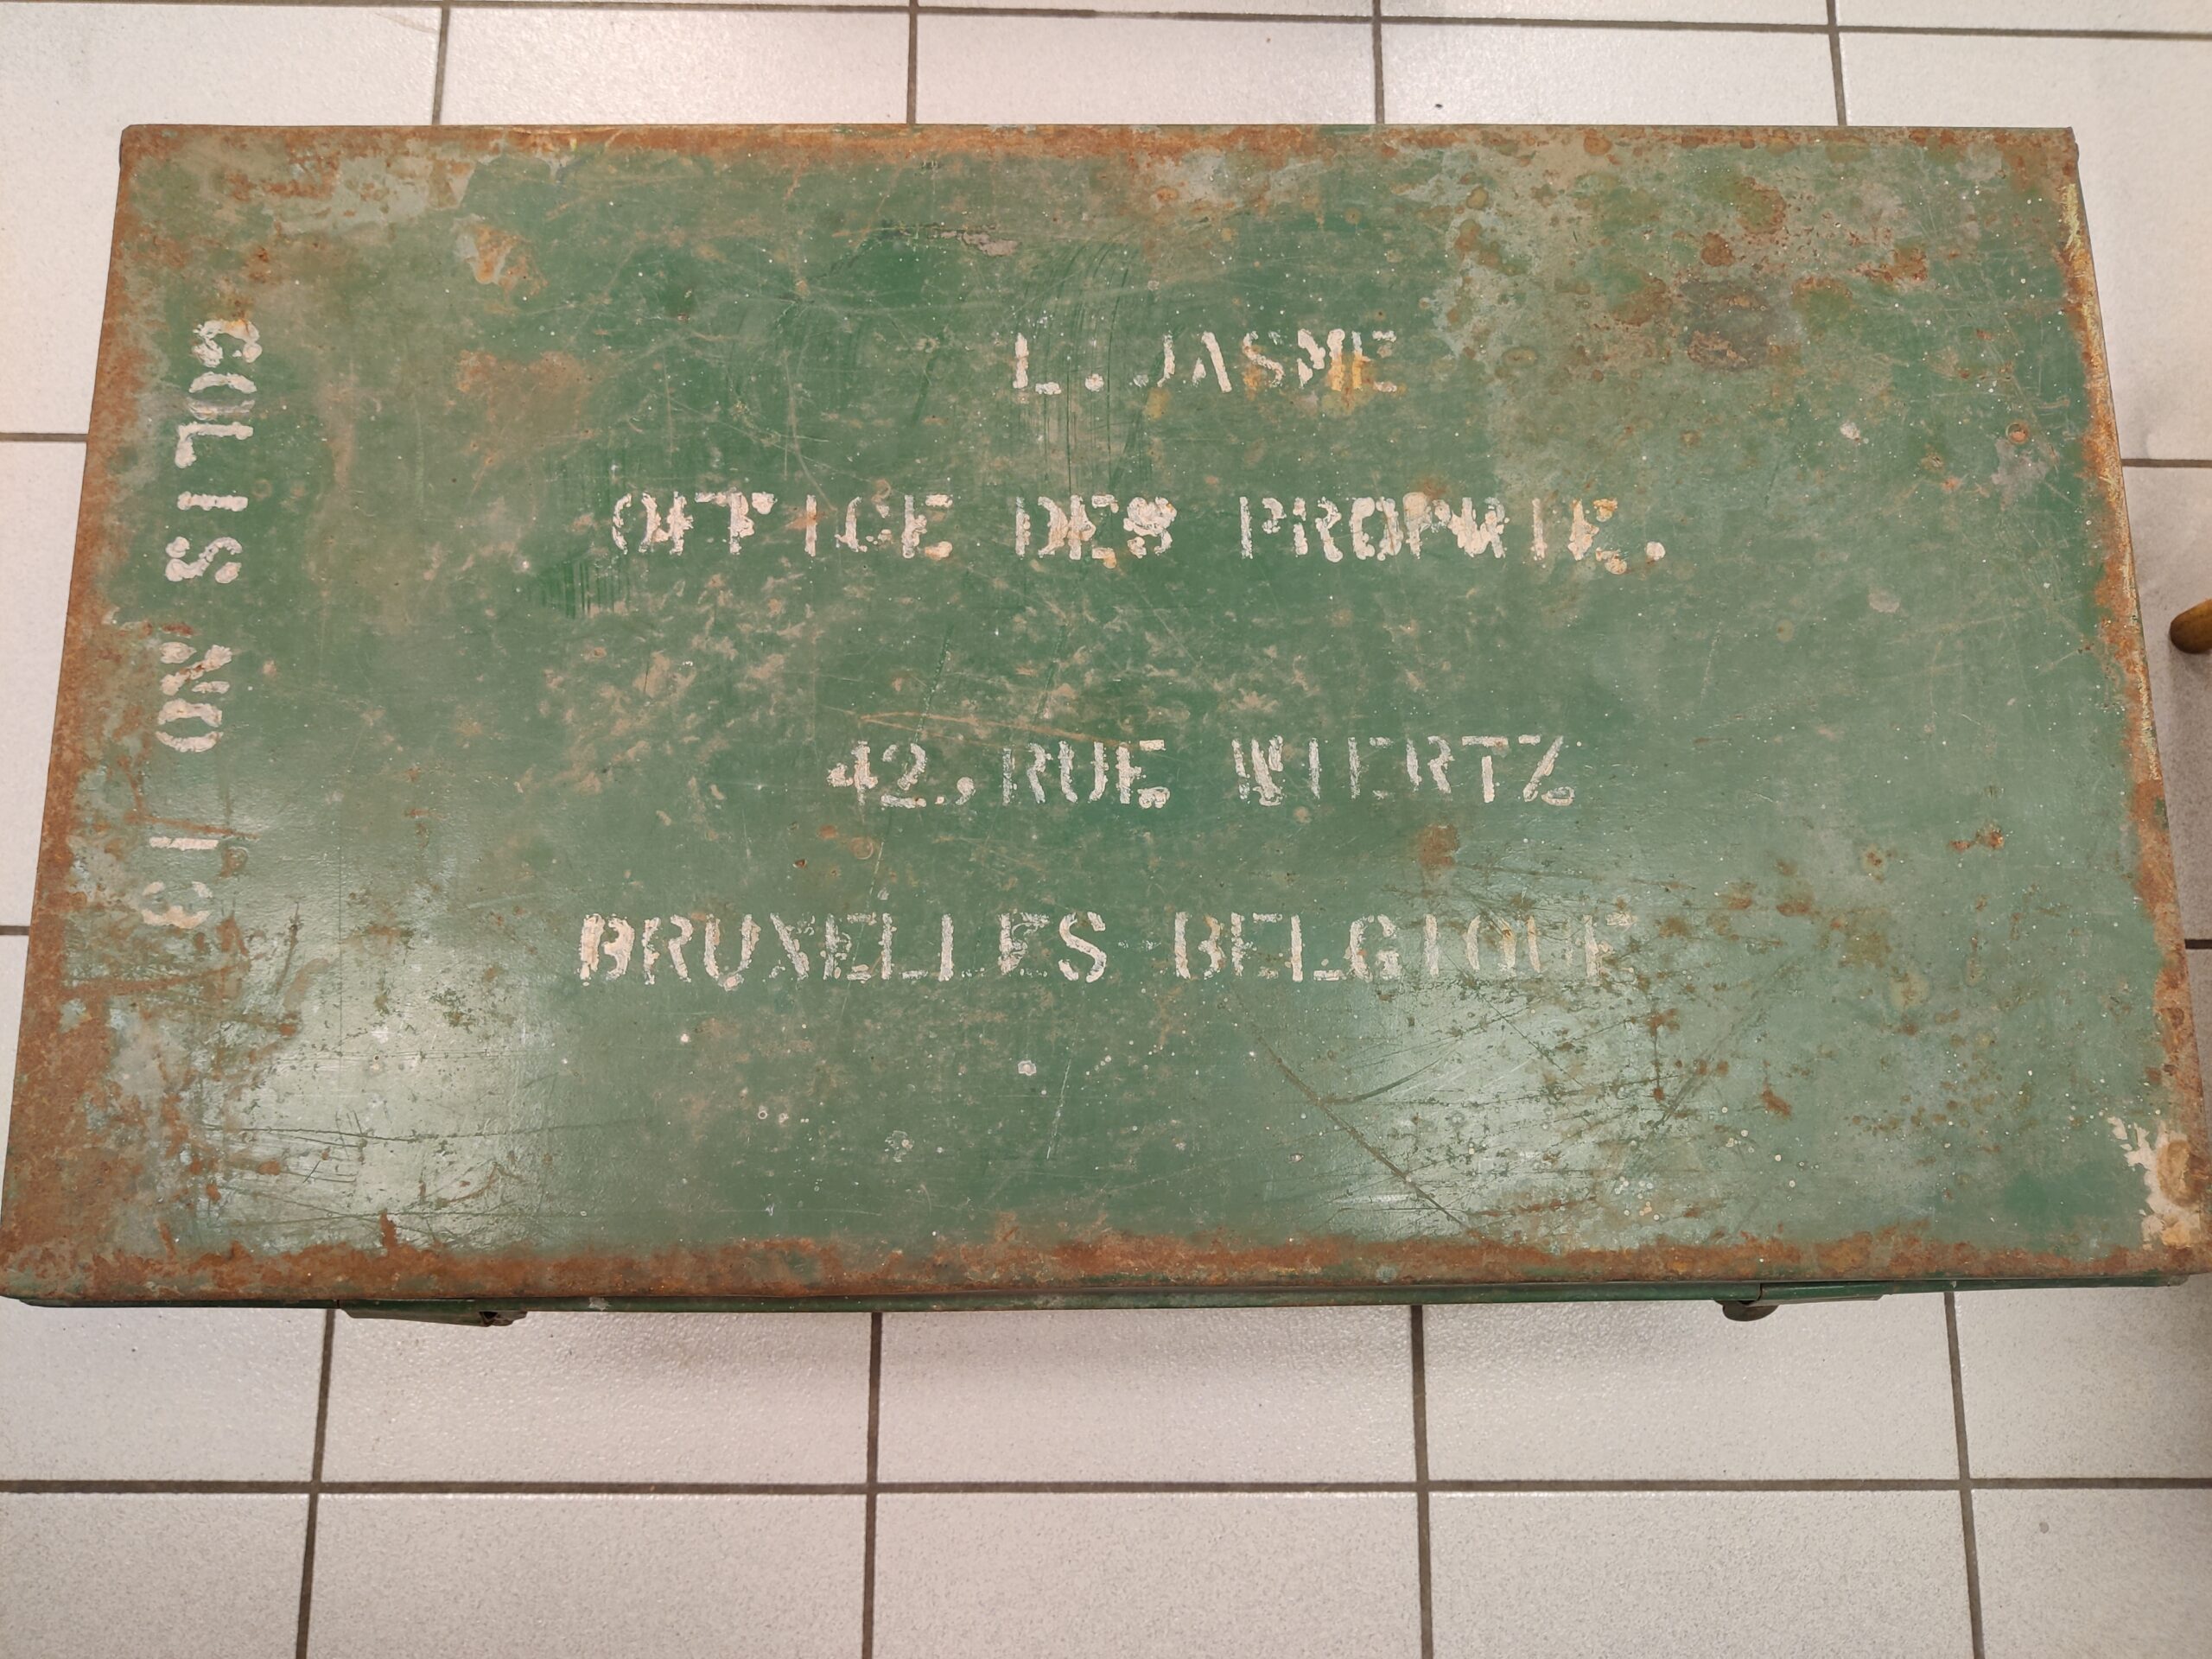 L. JASME
OFFICE DES PROPRIE.
42, RUE WIERTZ
BRUXELLES BELGIQUE
COLIS NO 13